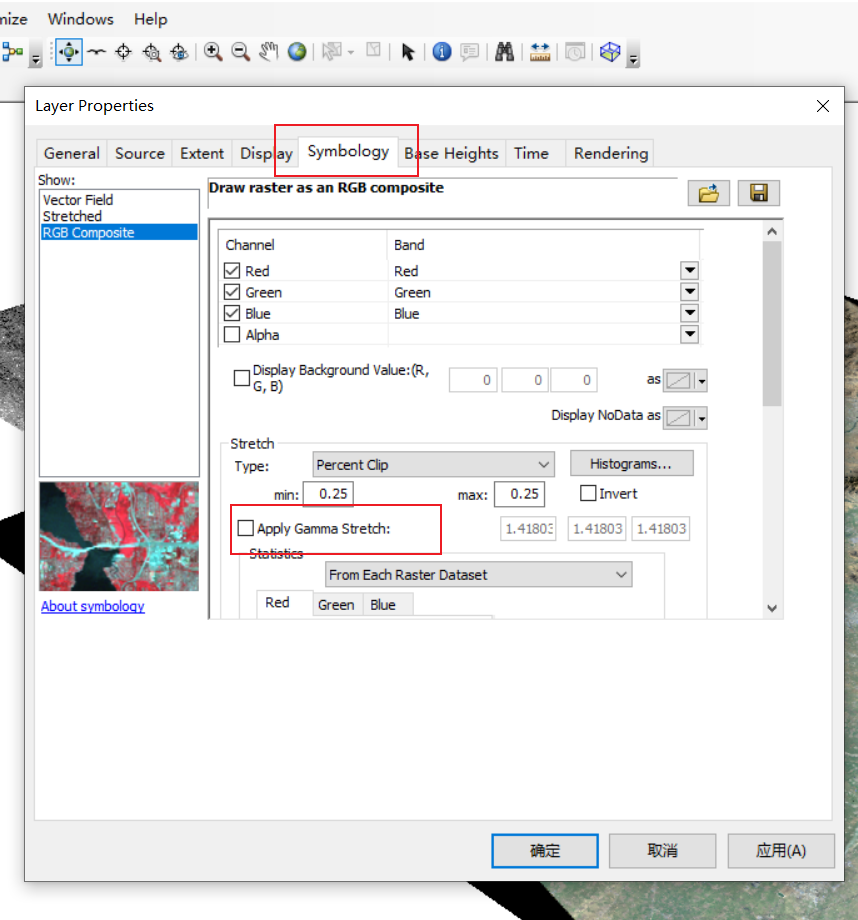 mize Windows Help
Layer Properties
General Source Extent Display Symbology Base Heights Time Rendering
Show:
Vector Field
Stretched
RGB Composite
About symbology
Draw raster as an RGB composite
Channel Band
Red Red
Green Green
Blue Blue
Alpha
Display Background Value:(R,
G, B) 0 0 0 as
Display NoData as
Stretch
Type: Percent Clip Histograms...
min: 0.25 max: 0.25 Invert
Apply Gamma Stretch: 1.41803 1.41803 1.41803
Statistics
From Each Raster Dataset
Red Green Blue
确定 取消 应用(A)